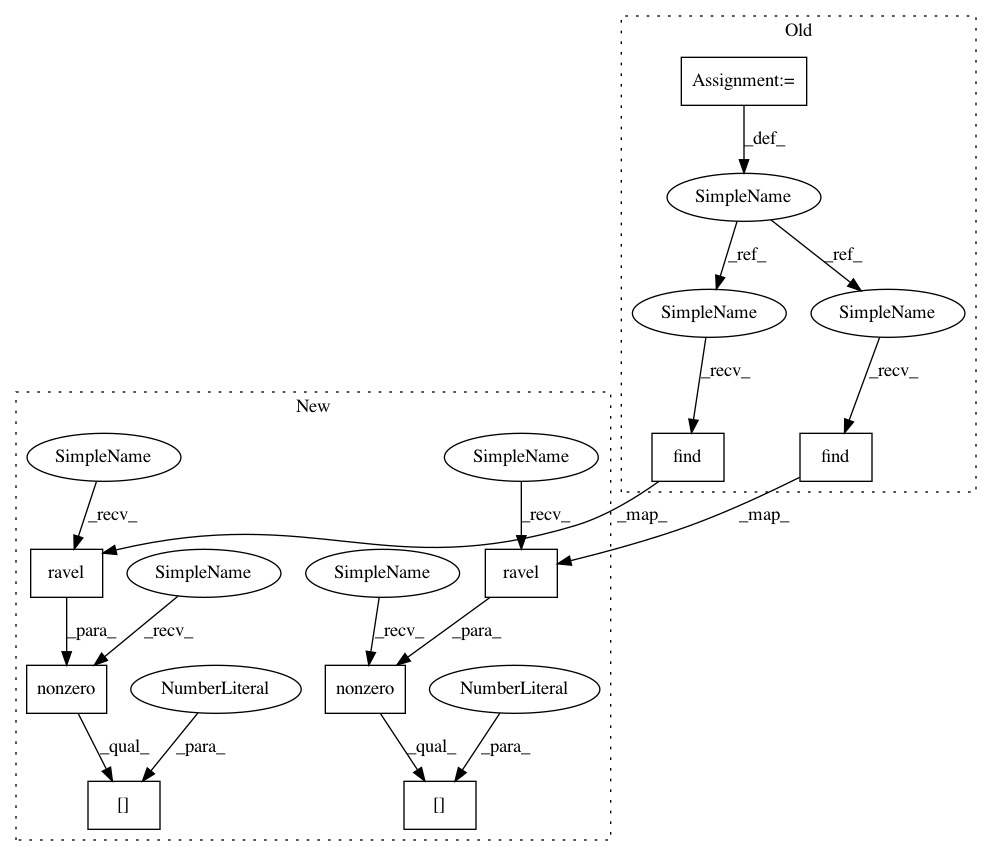 Old
Assignment:=
_def_
SimpleName
_ref_
_ref_
SimpleName
SimpleName
_recv_
_recv_
New
SimpleName
SimpleName
find
find
_recv_
_recv_
_map_
_map_
ravel
SimpleName
SimpleName
ravel
_para_
_recv_
_recv_
_para_
nonzero
NumberLiteral
nonzero
NumberLiteral
_qual_
_para_
_qual_
_para_
[]
[]